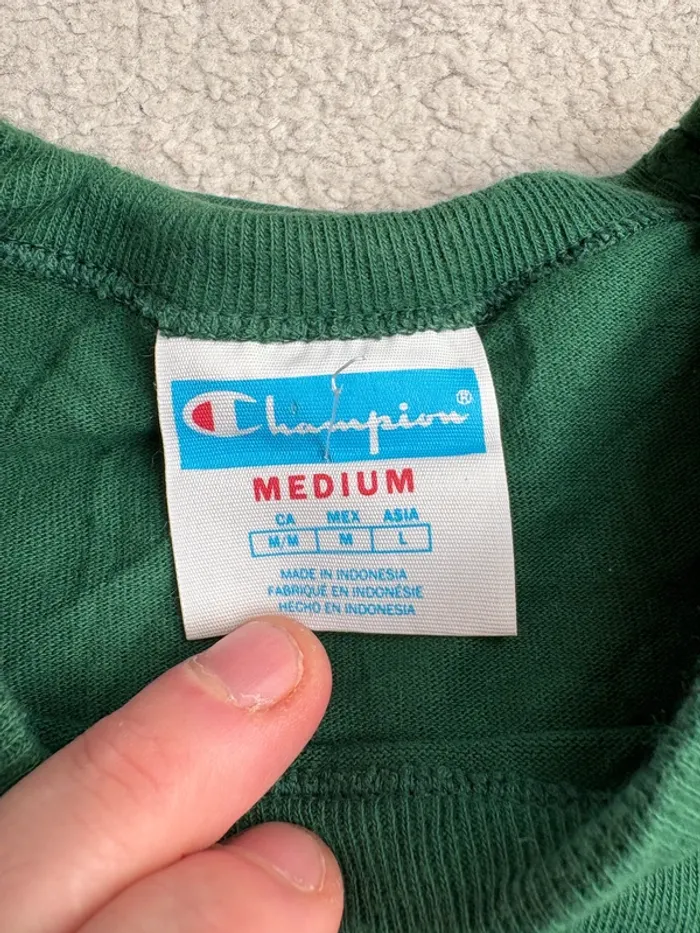 Champion®
MEDIUM
CA MEX ASIA
M/M M L
MADE IN INDONESIA
FABRIQUÉ EN INDONÉSIE
HECHO EN INDONESIA